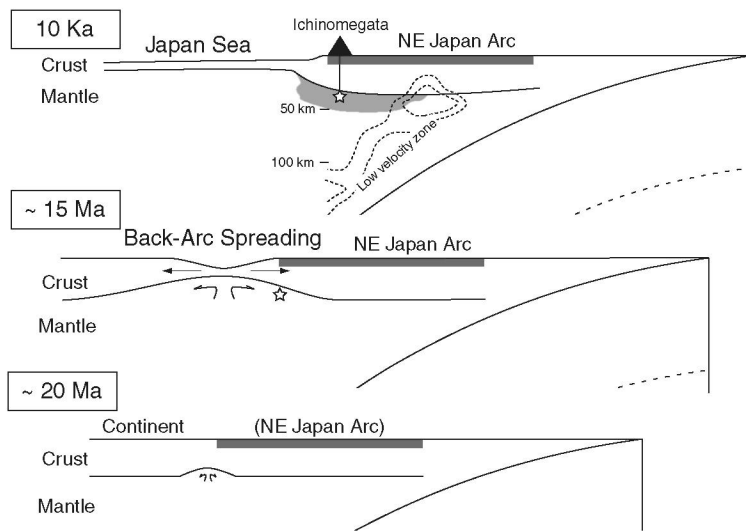 10 Ka
Ichinomegata
Japan Sea
NE Japan Arc
Crust
Mantle
50 km
100 km
Low velocity zone
~ 15 Ma
Back-Arc Spreading
NE Japan Arc
Crust
Mantle
~ 20 Ma
Continent
(NE Japan Arc)
Crust
Mantle